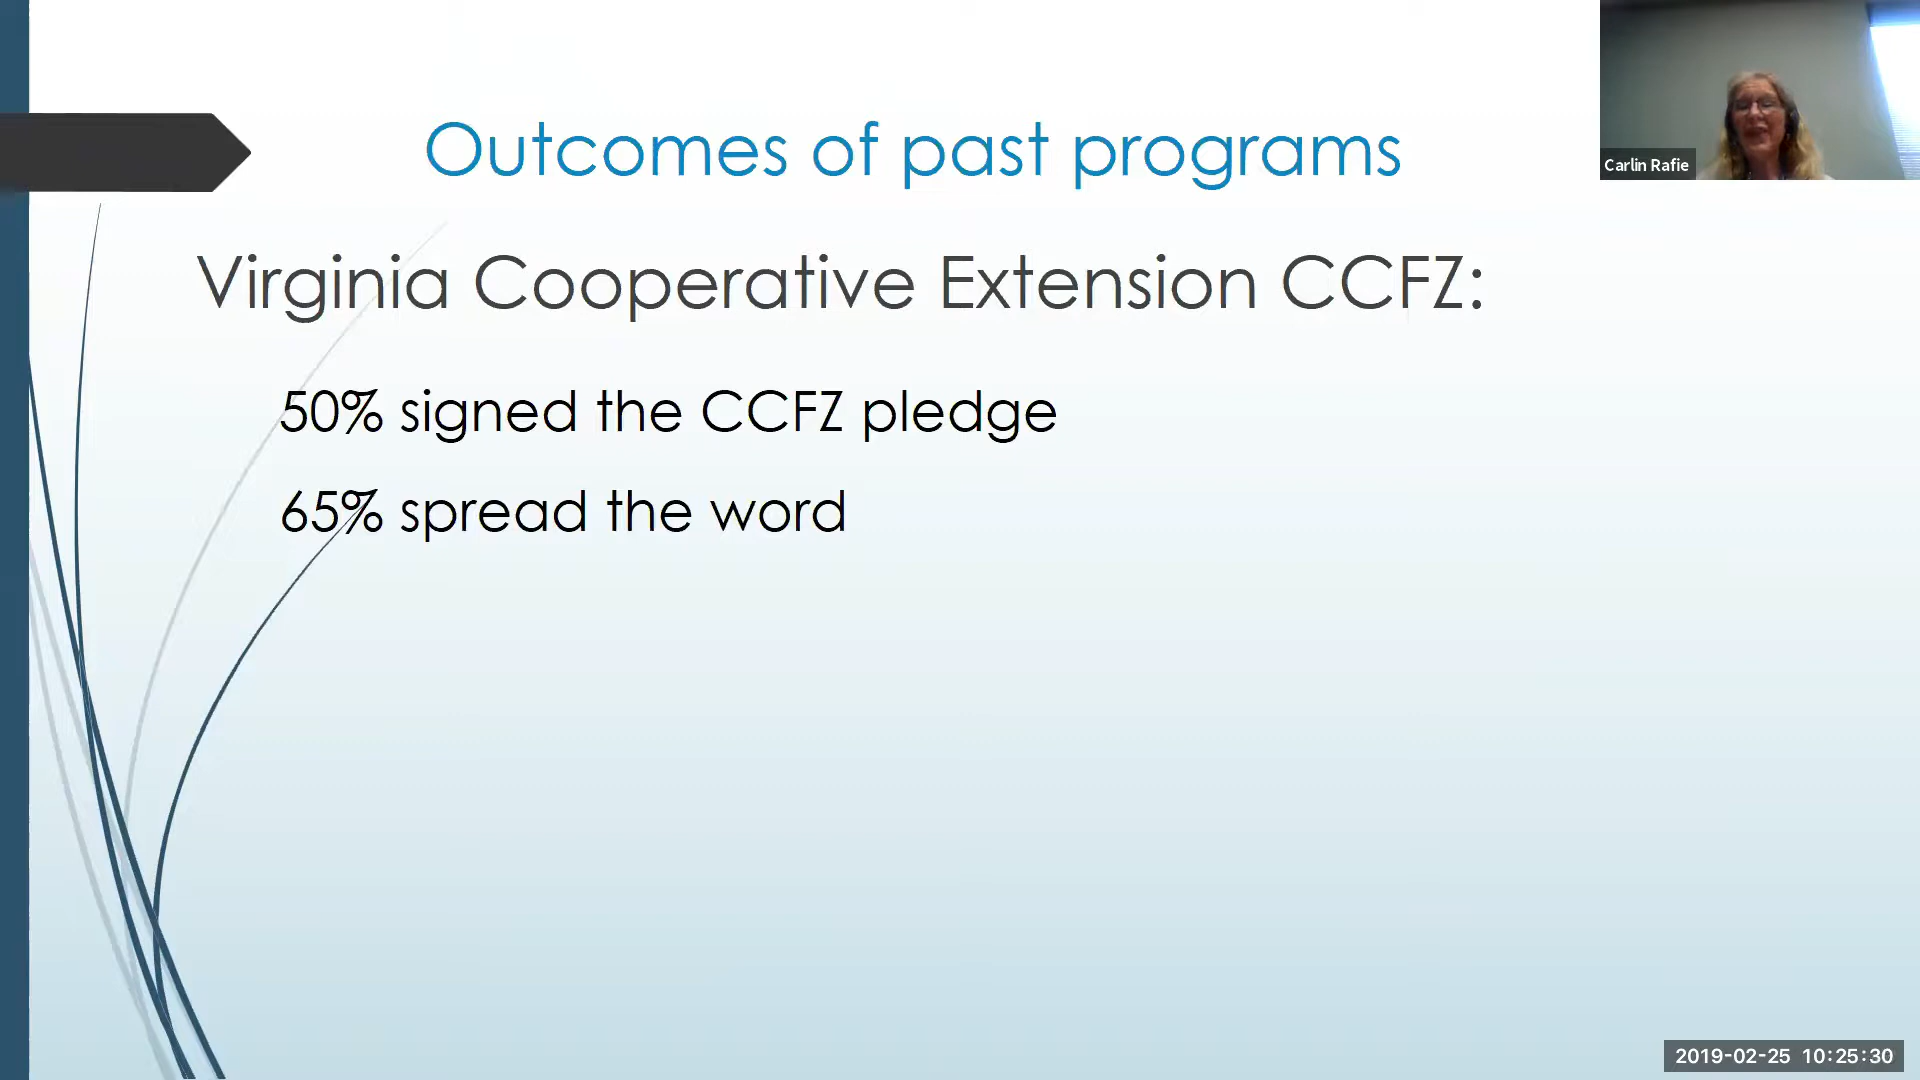 Outcomes of past programs
Carlin Rafie
Virginia Cooperative Extension CCFZ:
50% signed the CCFZ pledge
65% spread the word
2019-02-25 10:25:30